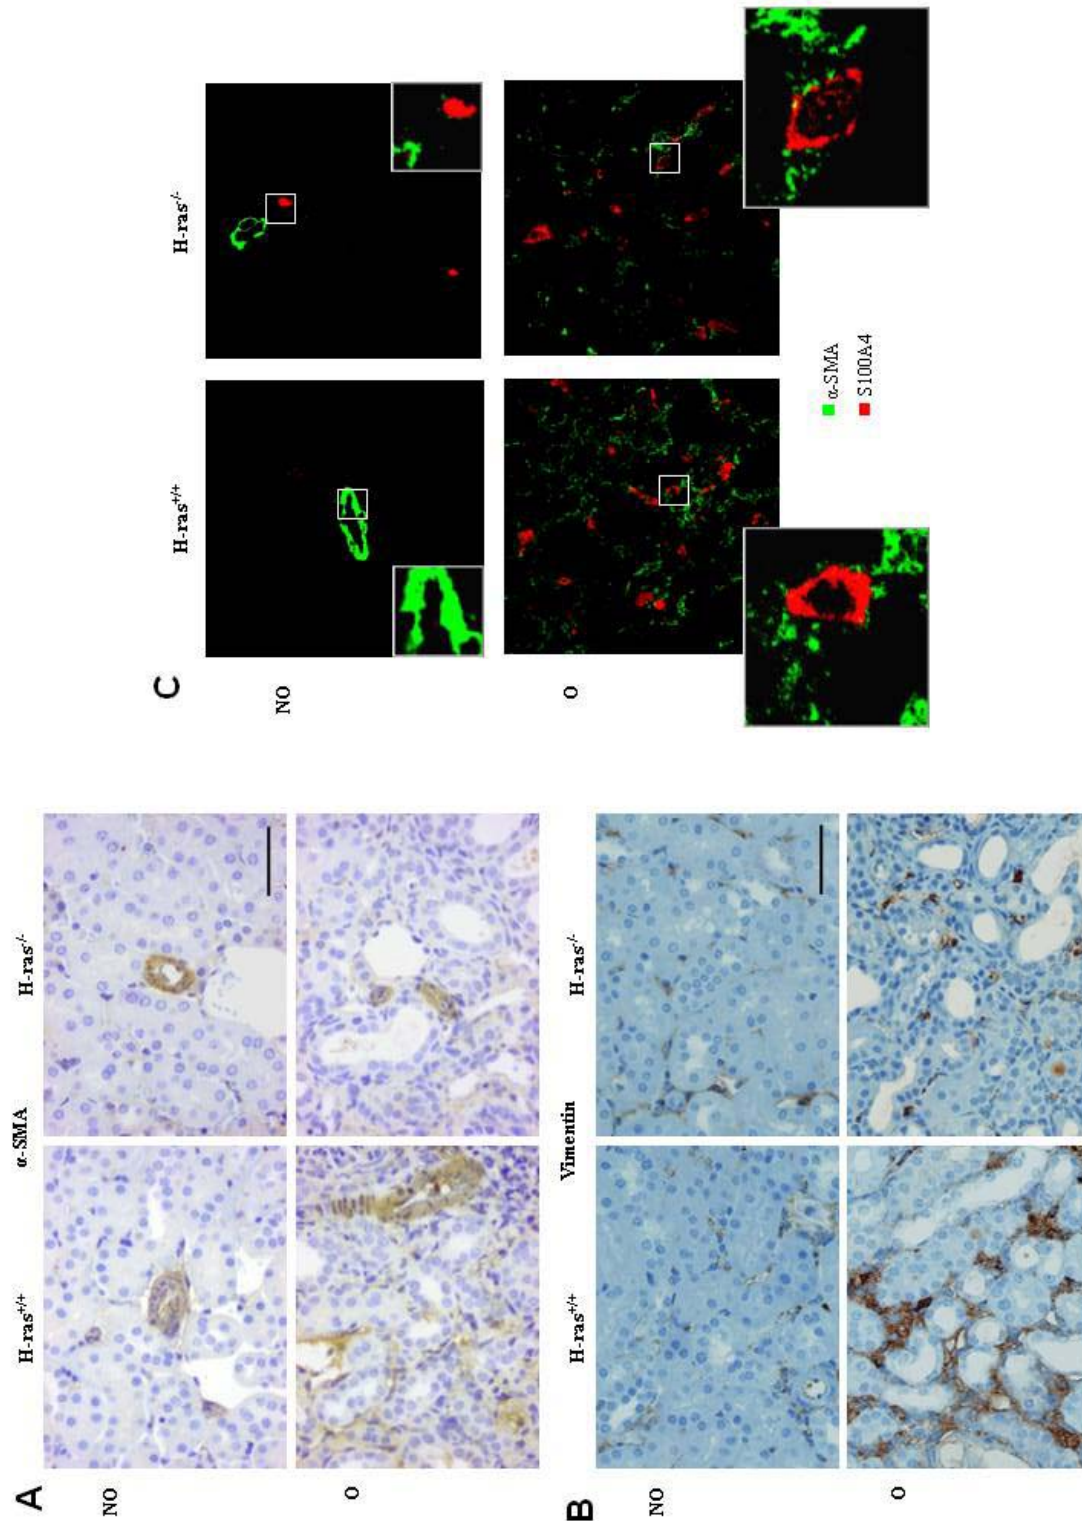 A
α-SMA
H-ras+/+
H-ras-/-
NO
O
B
Vimentin
H-ras+/+
H-ras-/-
NO
O
C
H-ras+/+
H-ras-/-
NO
O
α-SMA
S100A4